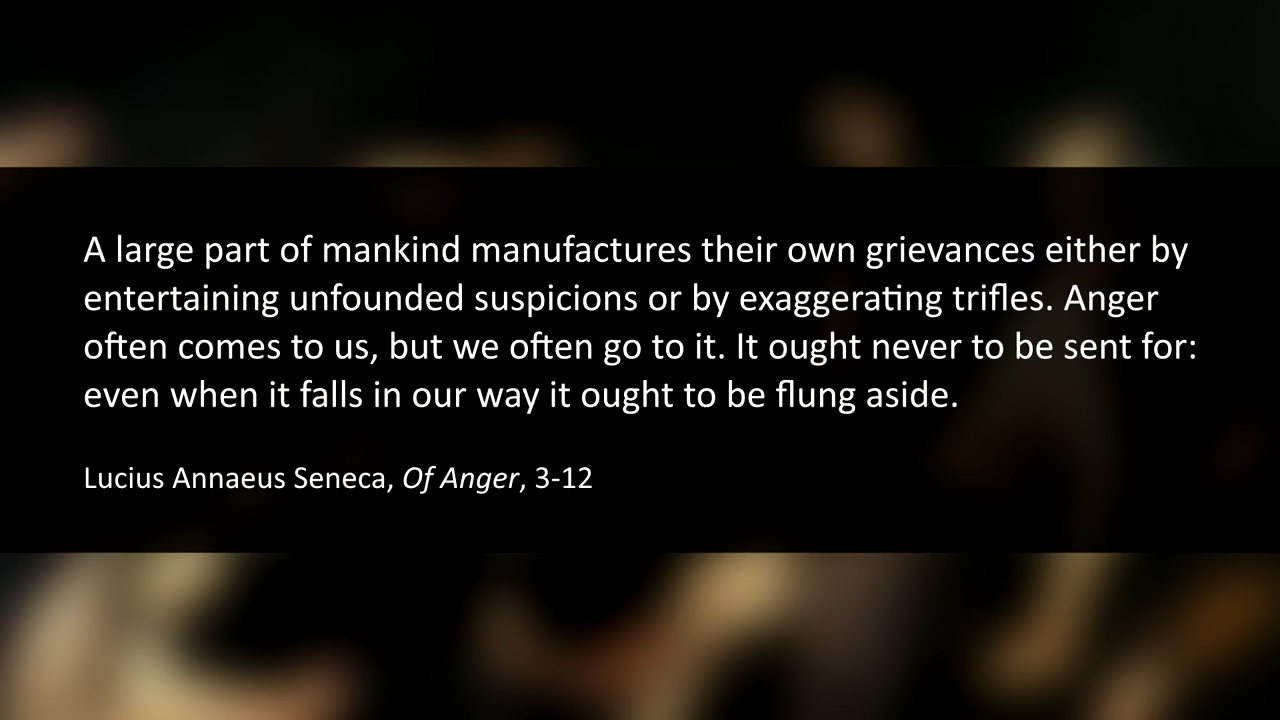 A large part of mankind manufactures their own grievances either by
entertaining unfounded suspicions or by exaggerating trifles. Anger
often comes to us, but we often go to it. It ought never to be sent for:
even when it falls in our way it ought to be flung aside.
Lucius Annaeus Seneca, Of Anger, 3-12